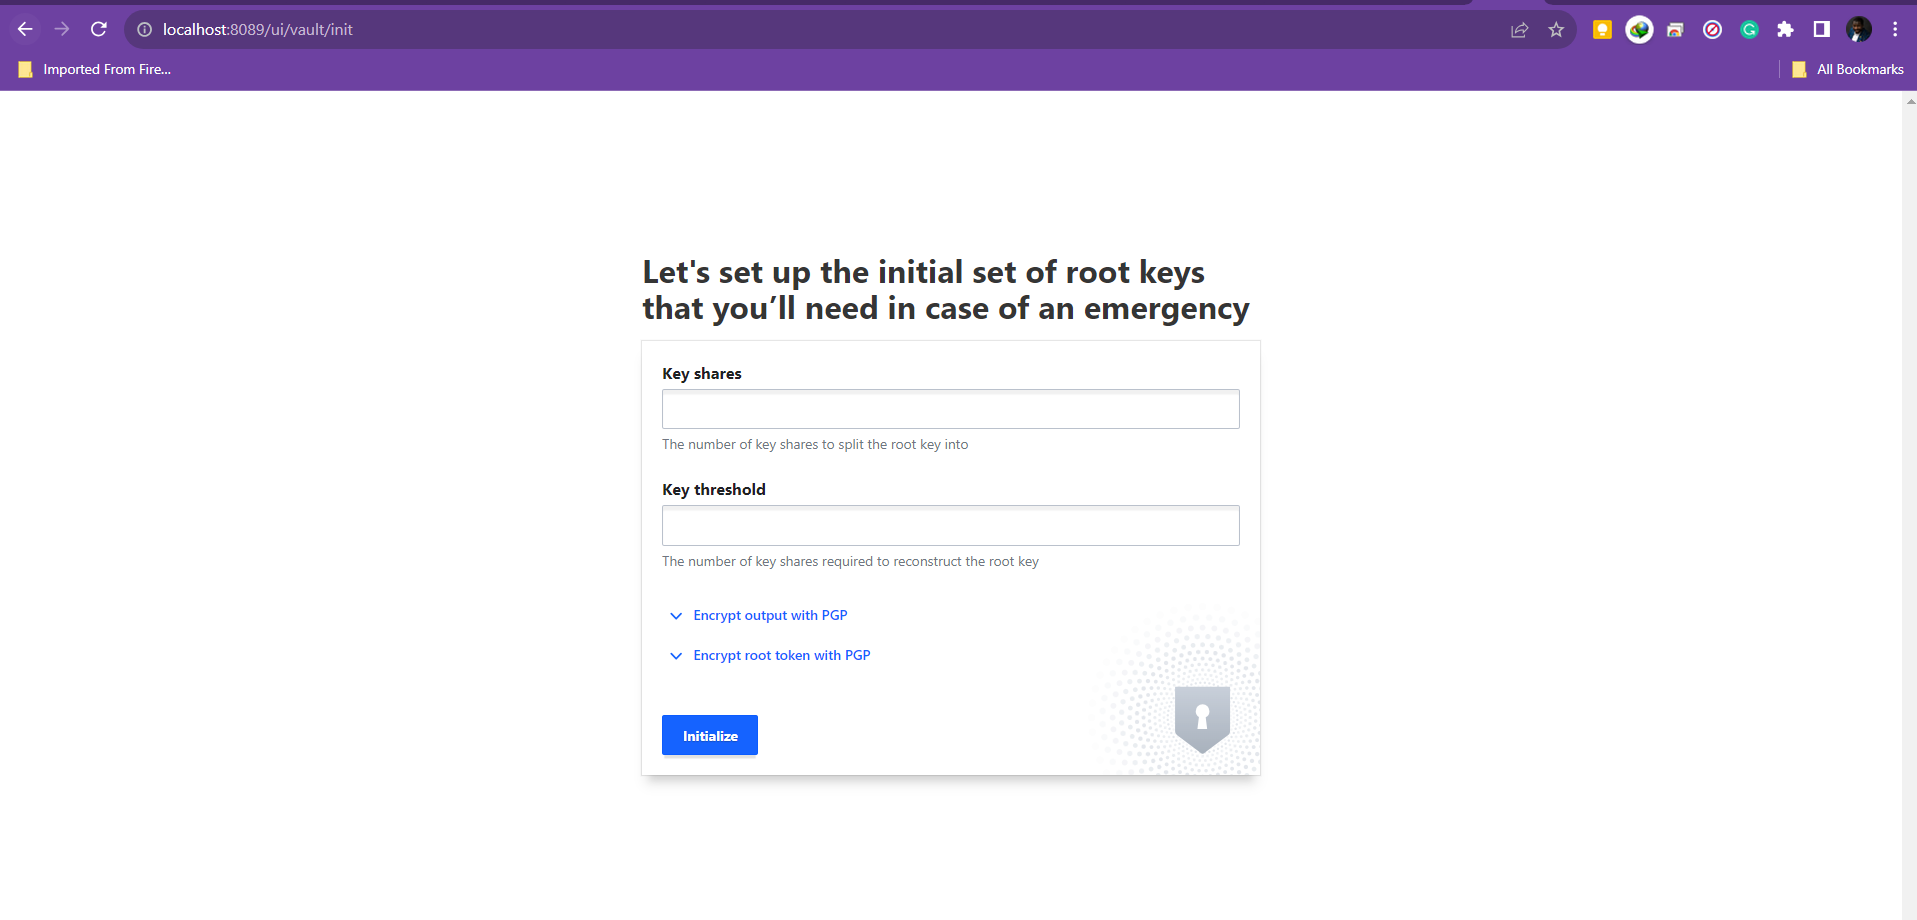 localhost:8089/ui/vault/init
Imported From Fire...
All Bookmarks
Let's set up the initial set of root keys
that you’ll need in case of an emergency
Key shares
The number of key shares to split the root key into
Key threshold
The number of key shares required to reconstruct the root key
Encrypt output with PGP
Encrypt root token with PGP
Initialize